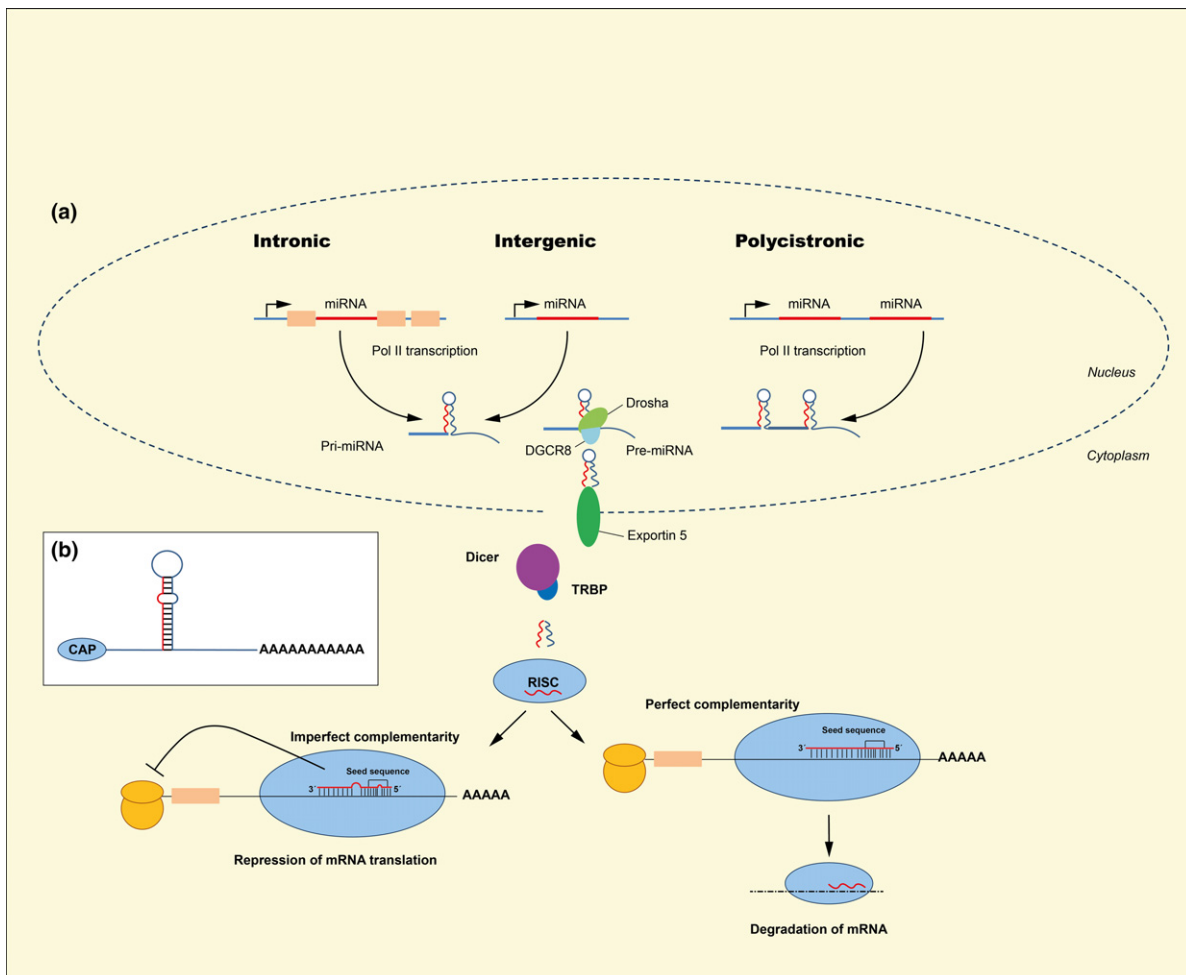 (a)
Intronic
Intergenic
Polycistronic
miRNA
miRNA
miRNA
miRNA
Pol II transcription
Pol II transcription
Nucleus
Drosha
Pri-miRNA
DGCR8
Pre-miRNA
Cytoplasm
Exportin 5
(b)
Dicer
TRBP
CAP
AAAAAAAAAAA
RISC
Perfect complementarity
Imperfect complementarity
Seed sequence
3´
5´
AAAAA
Seed sequence
3´
5´
AAAAA
Repression of mRNA translation
Degradation of mRNA